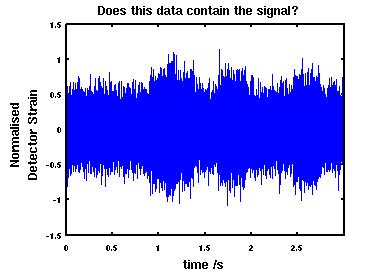 Does this data contain the signal?
1.5
1
0.5
0
-0.5
-1
-1.5
Normalised
Detector Strain
0 0.5 1 1.5 2 2.5
time /s